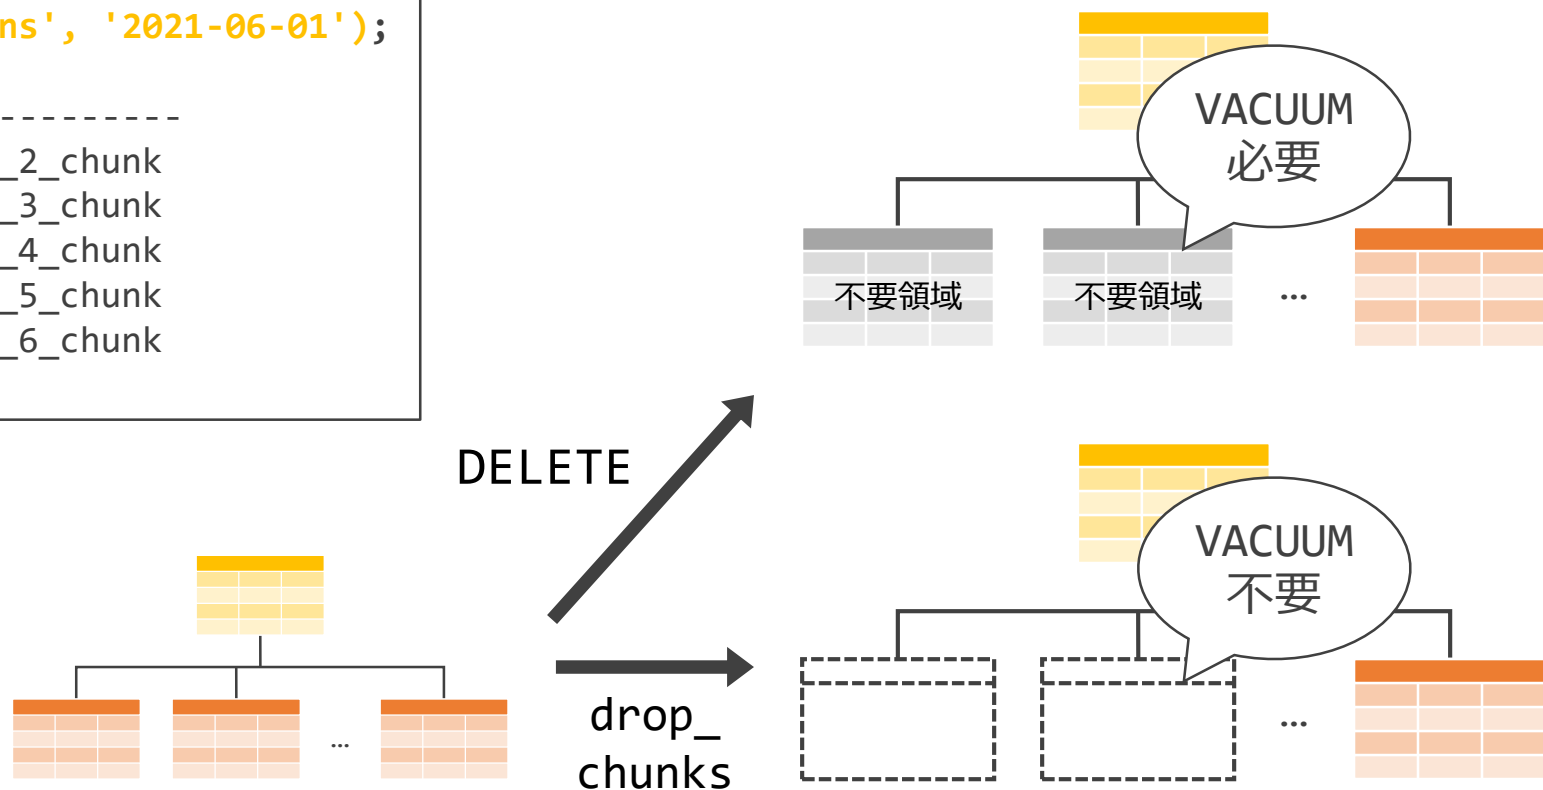 ns', '2021-06-01');
---------
_2_chunk
_3_chunk
_4_chunk
_5_chunk
_6_chunk
VACUUM
必要
不要領域
不要領域
...
DELETE
VACUUM
不要
...
drop_
chunks
...